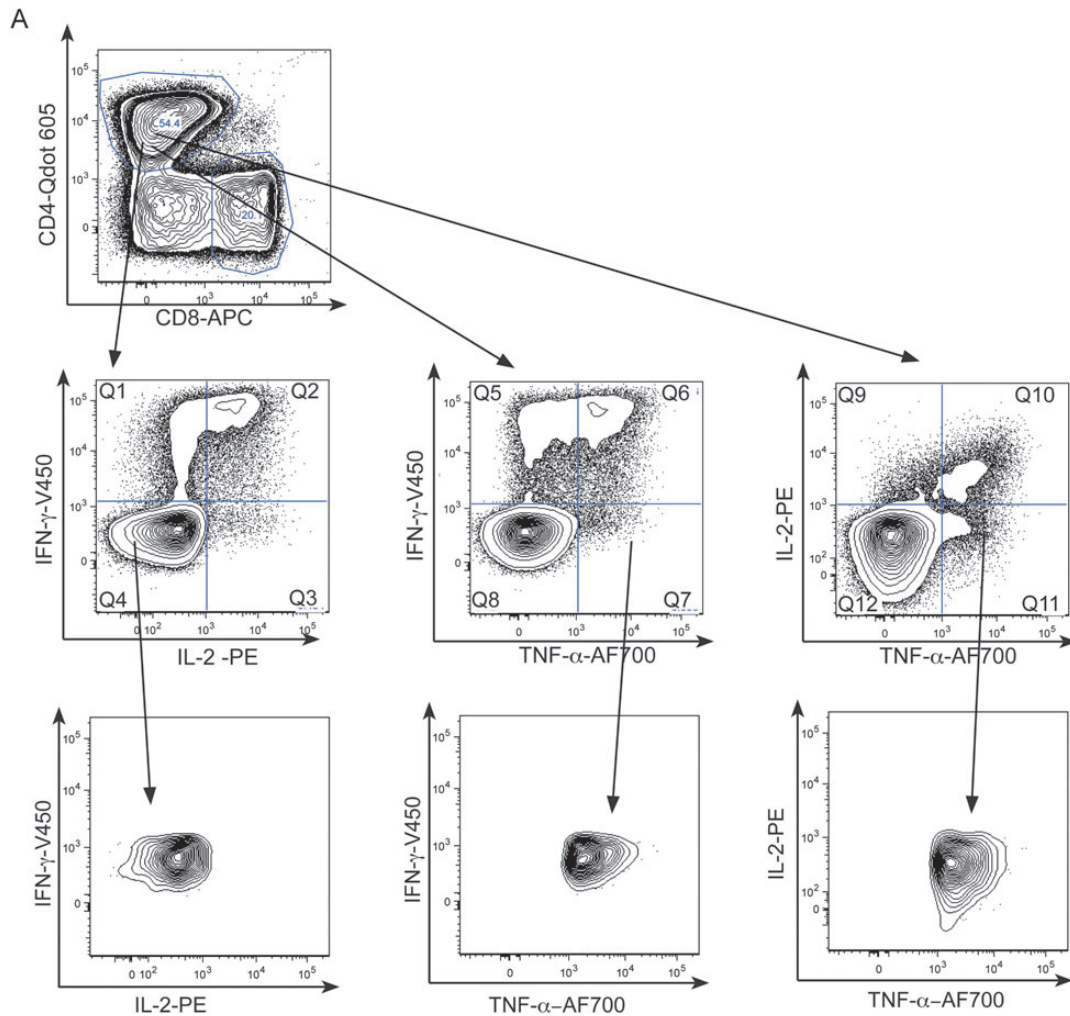 A
CD4-Qdot 605
10⁵
10⁴
10³
0
54.4
20.
0 10³ 10⁴ 10⁵
CD8-APC
IFN-γ-V450
10⁵
10⁴
10³
0
Q1 Q2
Q4 Q3
0 10² 10³ 10⁴ 10⁵
IL-2 -PE
IFN-γ-V450
10⁵
10⁴
10³
0
Q5 Q6
Q8 Q7
0 10³ 10⁴ 10⁵
TNF-α-AF700
IL-2-PE
10⁵
10⁴
10³
10²
0
Q9 Q10
Q12 Q11
0 10³ 10⁴ 10⁵
TNF-α-AF700
IFN-γ-V450
10⁵
10⁴
10³
0
0 10² 10³ 10⁴ 10⁵
IL-2-PE
IFN-γ-V450
10⁵
10⁴
10³
0
0 10³ 10⁴ 10⁵
TNF-α–AF700
IL-2-PE
10⁵
10⁴
10³
10²
0
0 10³ 10⁴ 10⁵
TNF-α–AF700